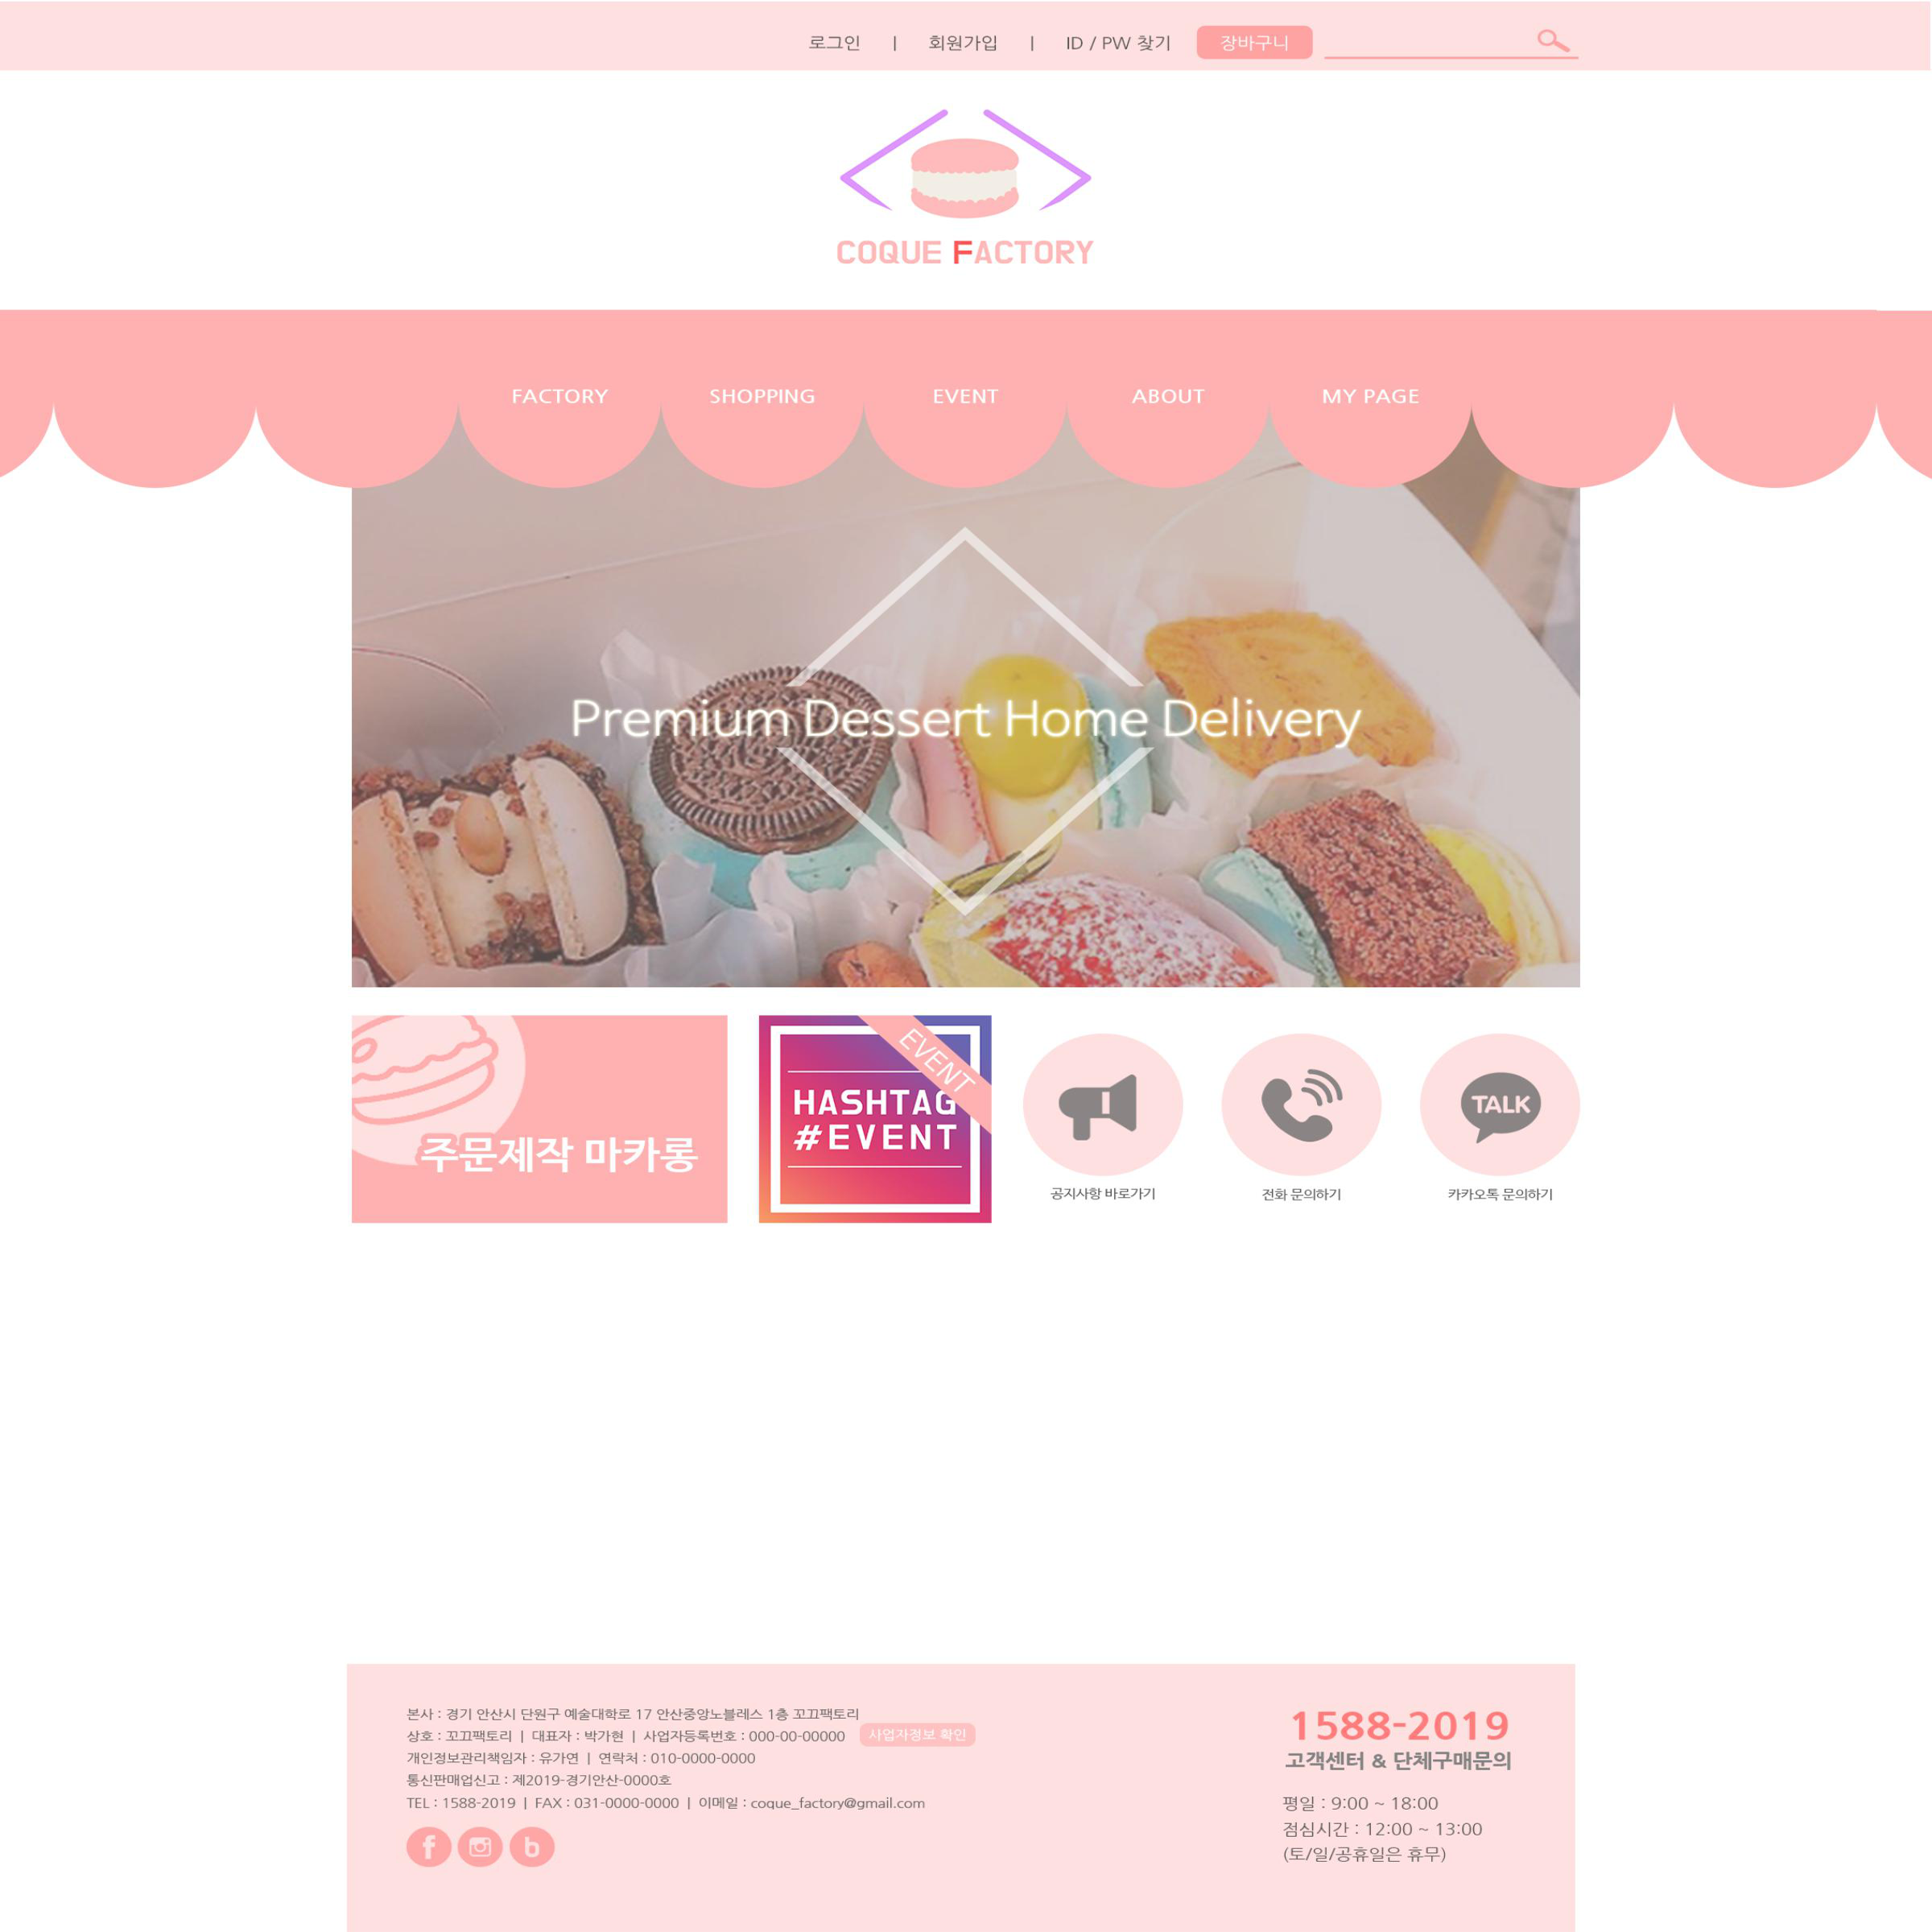 로그인 | 회원가입 | ID / PW 찾기 장바구니
COQUE FACTORY
FACTORY SHOPPING EVENT ABOUT MY PAGE
Premium Dessert Home Delivery
주문제작 마카롱
EVENT
HASHTAG
#EVENT
TALK
공지사항 바로가기
전화 문의하기
카카오톡 문의하기
본사 : 경기 안산시 단원구 예술대학로 17 안산중앙노블레스 1층 꼬끄팩토리
상호 : 꼬끄팩토리 | 대표자 : 박가현 | 사업자등록번호 : 000-00-00000 사업자정보 확인
개인정보관리책임자 : 유가연 | 연락처 : 010-0000-0000
통신판매업신고 : 제2019-경기안산-0000호
TEL : 1588-2019 | FAX : 031-0000-0000 | 이메일 : coque_factory@gmail.com
1588-2019
고객센터 & 단체구매문의
평일 : 9:00 ~ 18:00
점심시간 : 12:00 ~ 13:00
(토/일/공휴일은 휴무)